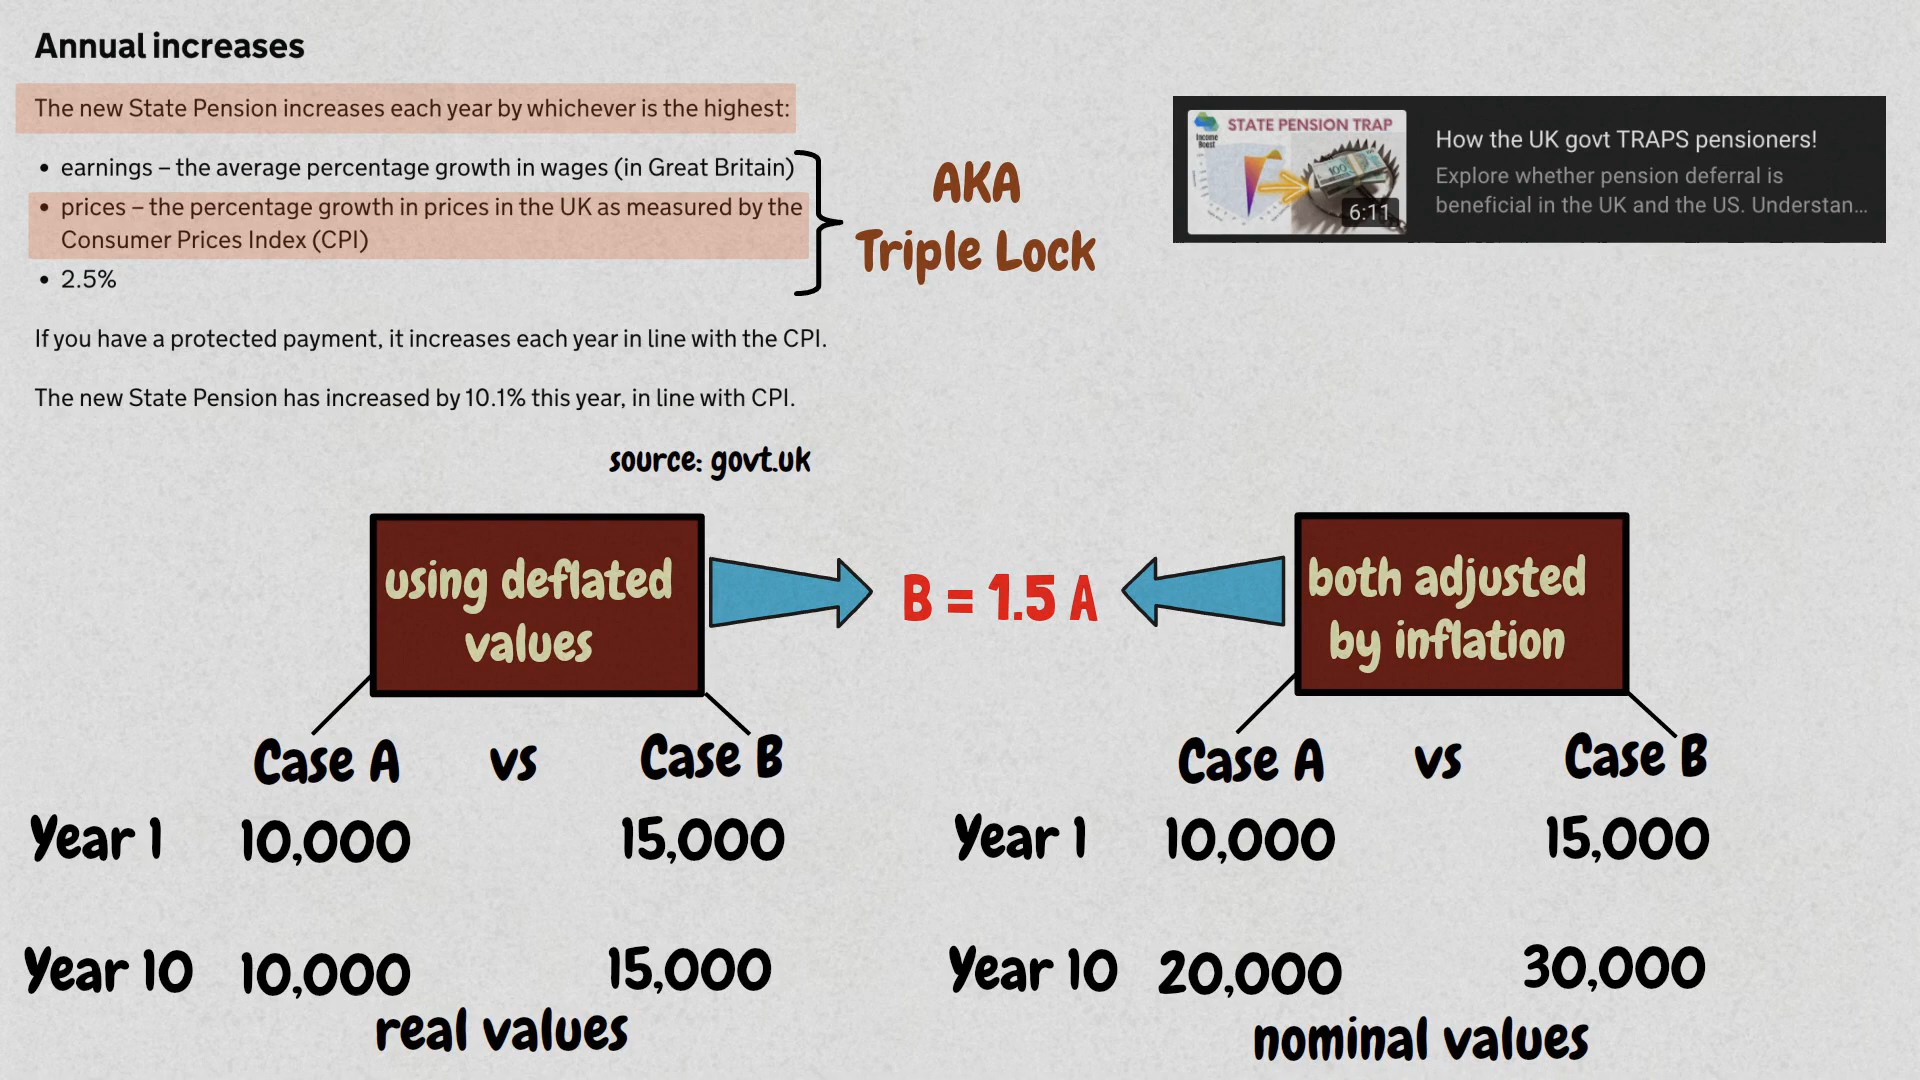 Annual increases
The new State Pension increases each year by whichever is the highest:
• earnings – the average percentage growth in wages (in Great Britain)
• prices – the percentage growth in prices in the UK as measured by the
Consumer Prices Index (CPI)
• 2.5%
AKA
Triple Lock
If you have a protected payment, it increases each year in line with the CPI.
The new State Pension has increased by 10.1% this year, in line with CPI.
source: govt.uk
Income
Boost
STATE PENSION TRAP
100
6:11
How the UK govt TRAPS pensioners!
Explore whether pension deferral is
beneficial in the UK and the US. Understan...
using deflated
values
B = 1.5 A
both adjusted
by inflation
Case A vs Case B
Year 1 10,000 15,000
Year 10 10,000 15,000
real values
Case A vs Case B
Year 1 10,000 15,000
Year 10 20,000 30,000
nominal values